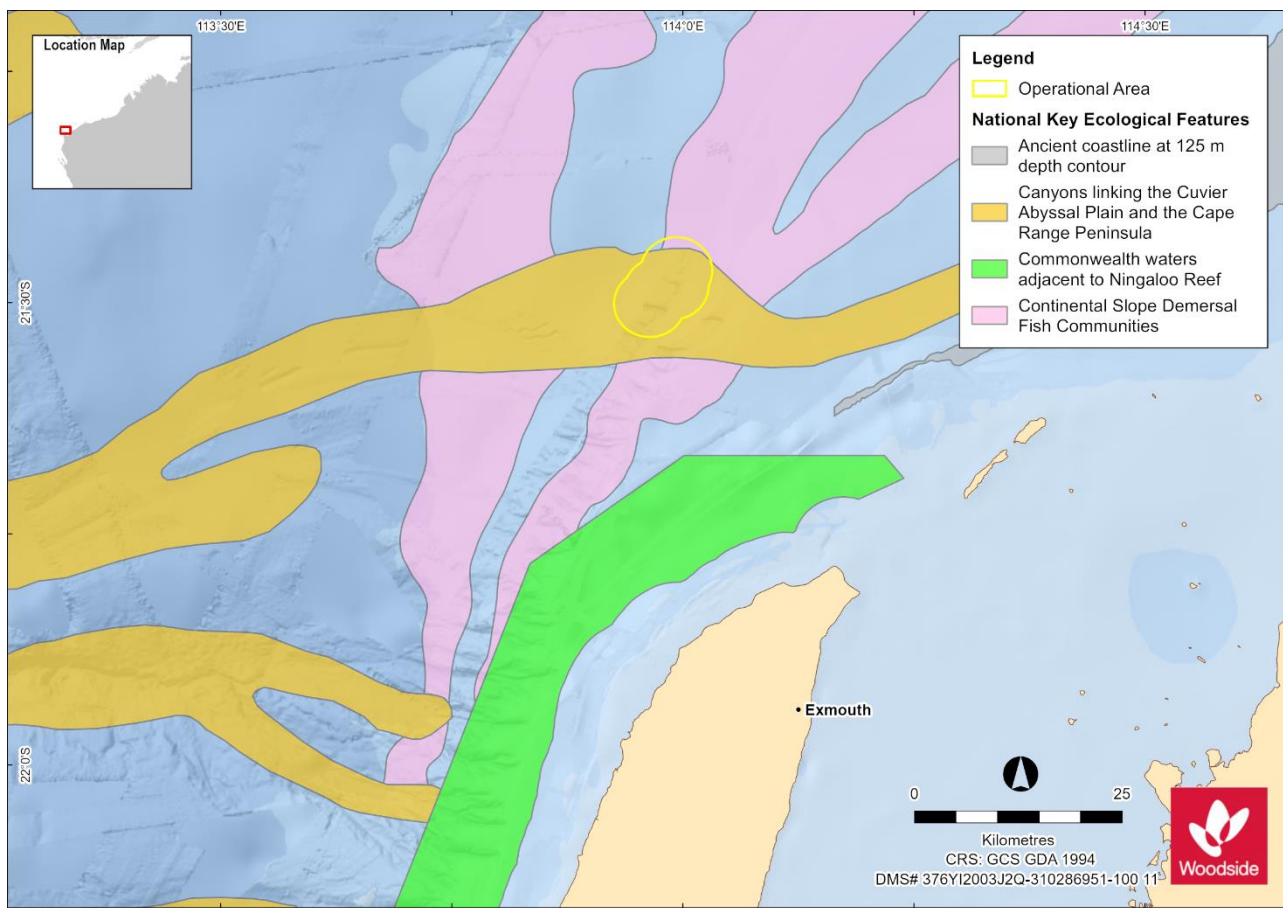 113°30'E
114°0'E
114°30'E
Location Map
Legend
Operational Area
National Key Ecological Features
Ancient coastline at 125 m
depth contour
Canyons linking the Cuvier
Abyssal Plain and the Cape
Range Peninsula
Commonwealth waters
adjacent to Ningaloo Reef
Continental Slope Demersal
Fish Communities
21°30'S
22°0'S
Exmouth
0 25
Kilometres
CRS: GCS GDA 1994
DMS# 376YI2003J2Q-310286951-100 11
Woodside